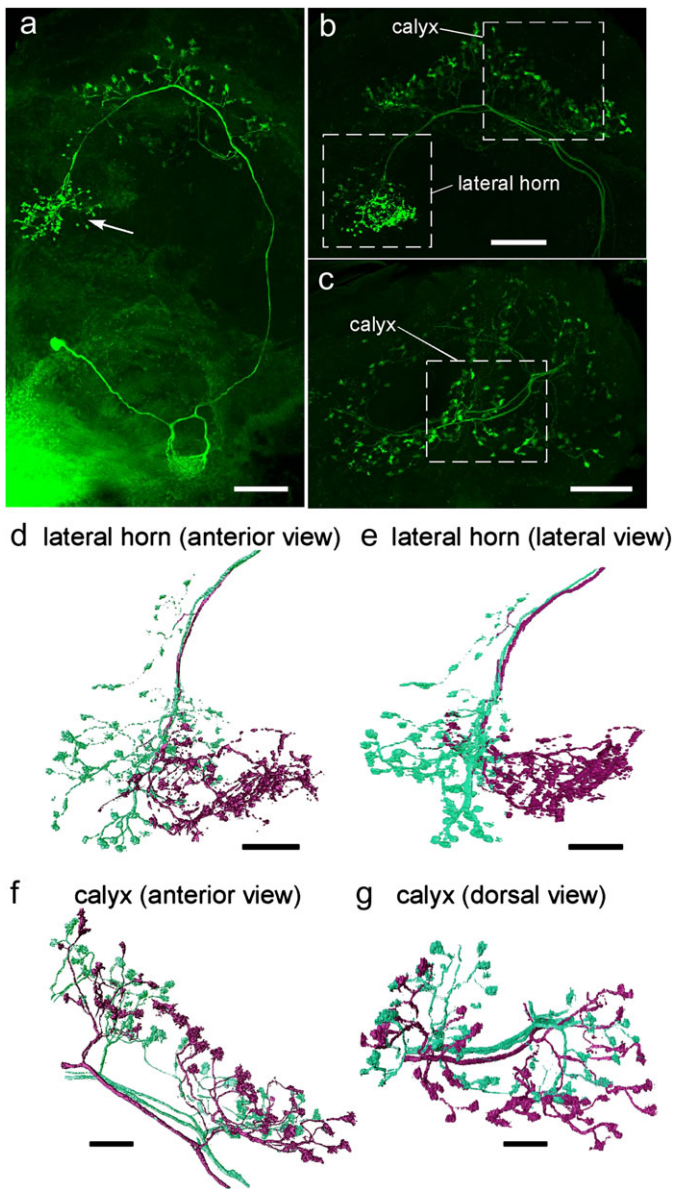 a
b
calyx
lateral horn
c
calyx
d lateral horn (anterior view)
e lateral horn (lateral view)
f calyx (anterior view)
g calyx (dorsal view)